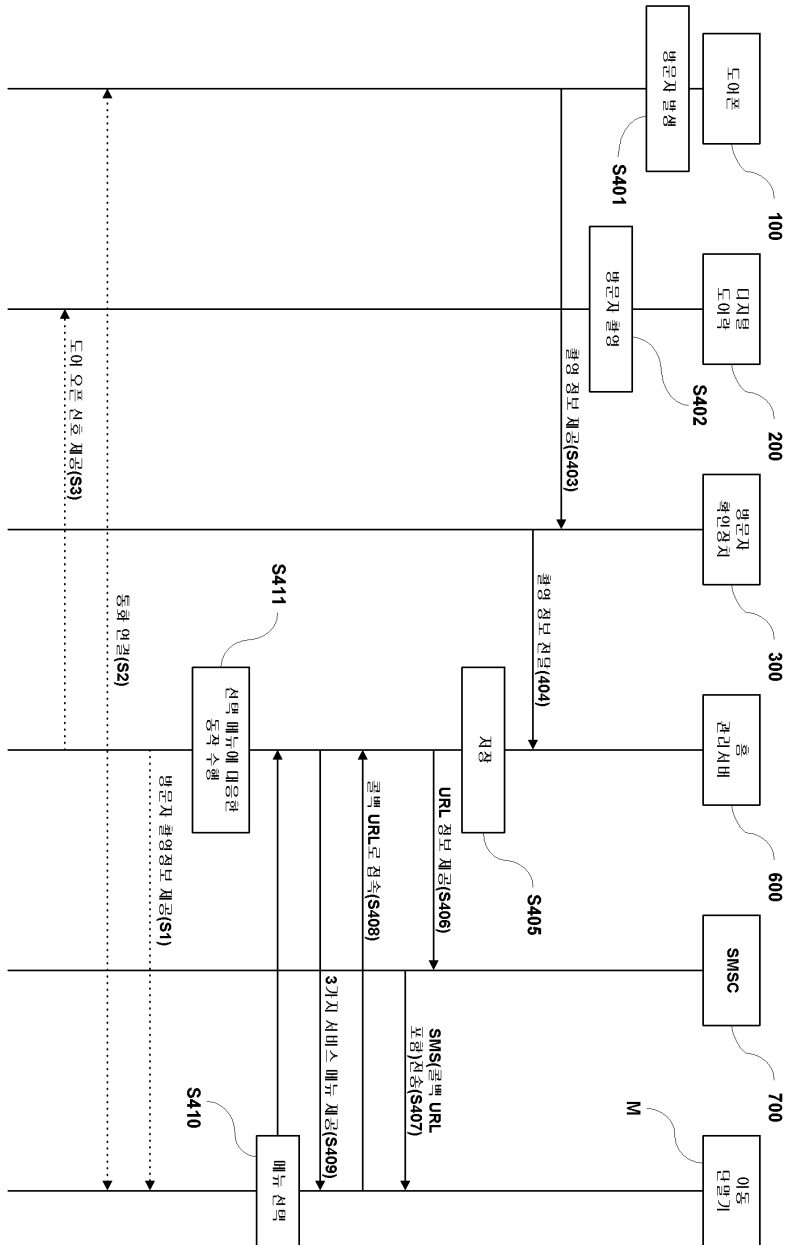 도어폰
100
디지털
도어락
200
방문자
확인장치
300
홈
관리서버
600
SMSC
700
이동
단말기
M
방문자 발생
S401
방문자 촬영
S402
촬영 정보 제공(S403)
촬영 정보 전달(404)
저장
S405
URL 정보 제공(S406)
SMS(콜백 URL
포함)전송(S407)
콜백 URL로 접속(S408)
3가지 서비스 메뉴 제공(S409)
메뉴 선택
S410
선택 메뉴에 대응한
동작 수행
S411
방문자 촬영정보 제공(S1)
통화 연결(S2)
도어 오픈 신호 제공(S3)